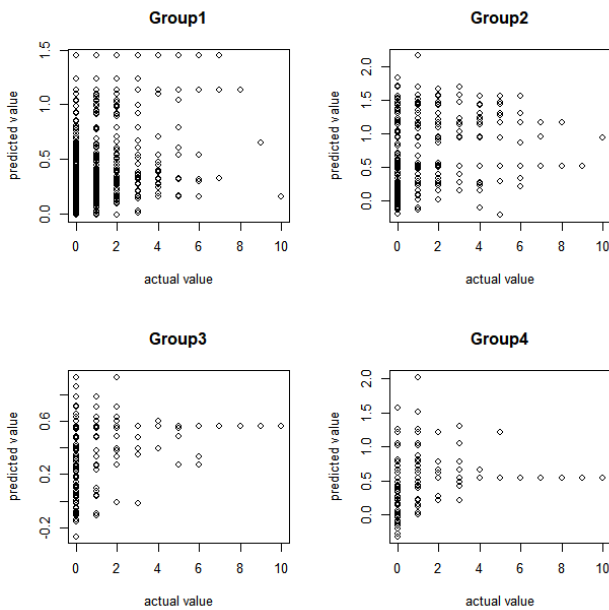 Group1
predicted value
0.0 0.5 1.0 1.5
0 2 4 6 8 10
actual value
Group2
predicted value
0.0 0.5 1.0 1.5 2.0
0 2 4 6 8 10
actual value
Group3
predicted value
-0.2 0.2 0.6
0 2 4 6 8 10
actual value
Group4
predicted value
0.0 0.5 1.0 1.5 2.0
0 2 4 6 8 10
actual value